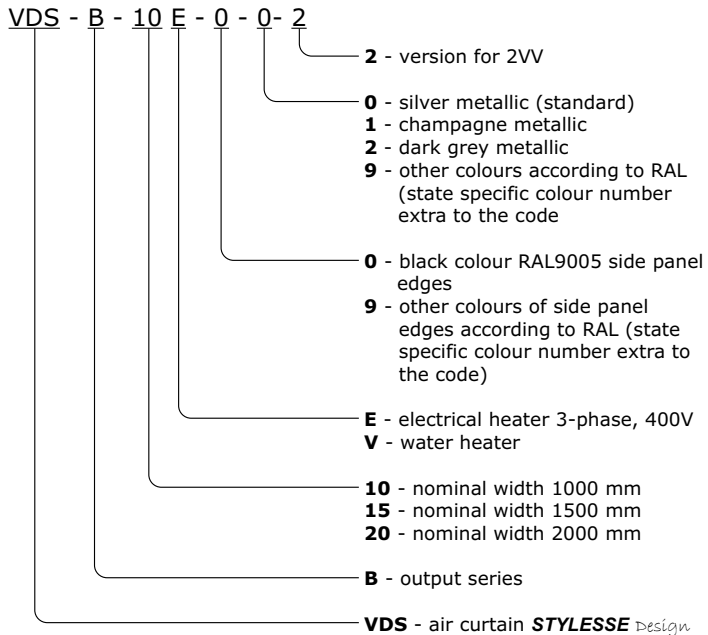 VDS - B - 10 E - 0 - 0- 2
2 - version for 2VV
0 - silver metallic (standard)
1 - champagne metallic
2 - dark grey metallic
9 - other colours according to RAL
(state specific colour number
extra to the code
0 - black colour RAL9005 side panel
edges
9 - other colours of side panel
edges according to RAL (state
specific colour number extra to
the code)
E - electrical heater 3-phase, 400V
V - water heater
10 - nominal width 1000 mm
15 - nominal width 1500 mm
20 - nominal width 2000 mm
B - output series
VDS - air curtain STYLESSE Design